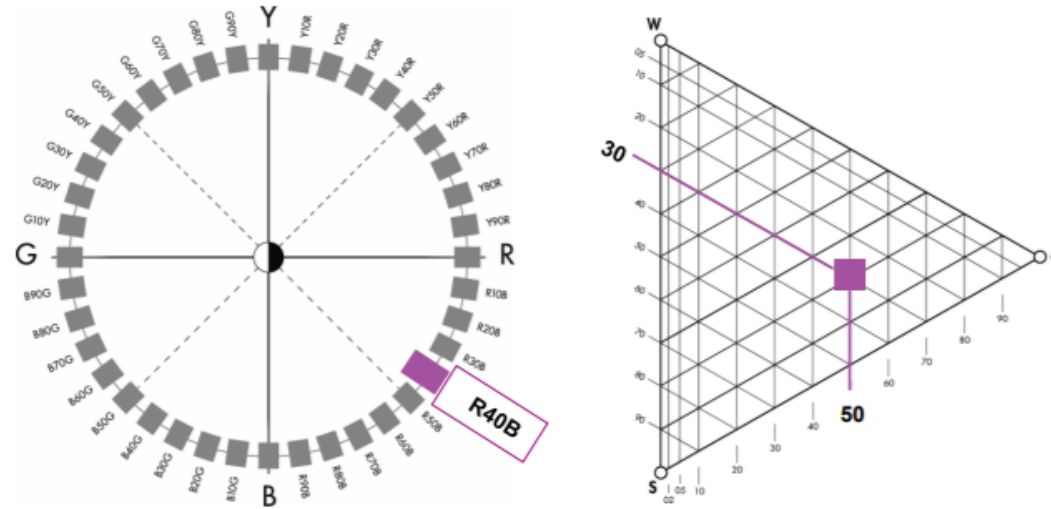 Y
Y10R
Y20R
Y30R
Y40R
Y50R
Y60R
Y70R
Y80R
Y90R
R
R10B
R20B
R30B
R40B
R50B
R60B
R70B
R80B
R90B
B
B10G
B20G
B30G
B40G
B50G
B60G
B70G
B80G
B90G
G
G10Y
G20Y
G30Y
G40Y
G50Y
G60Y
G70Y
G80Y
G90Y
W
05
10
20
30
40
50
60
70
80
90
S
02
05
10
20
30
40
50
60
70
80
90